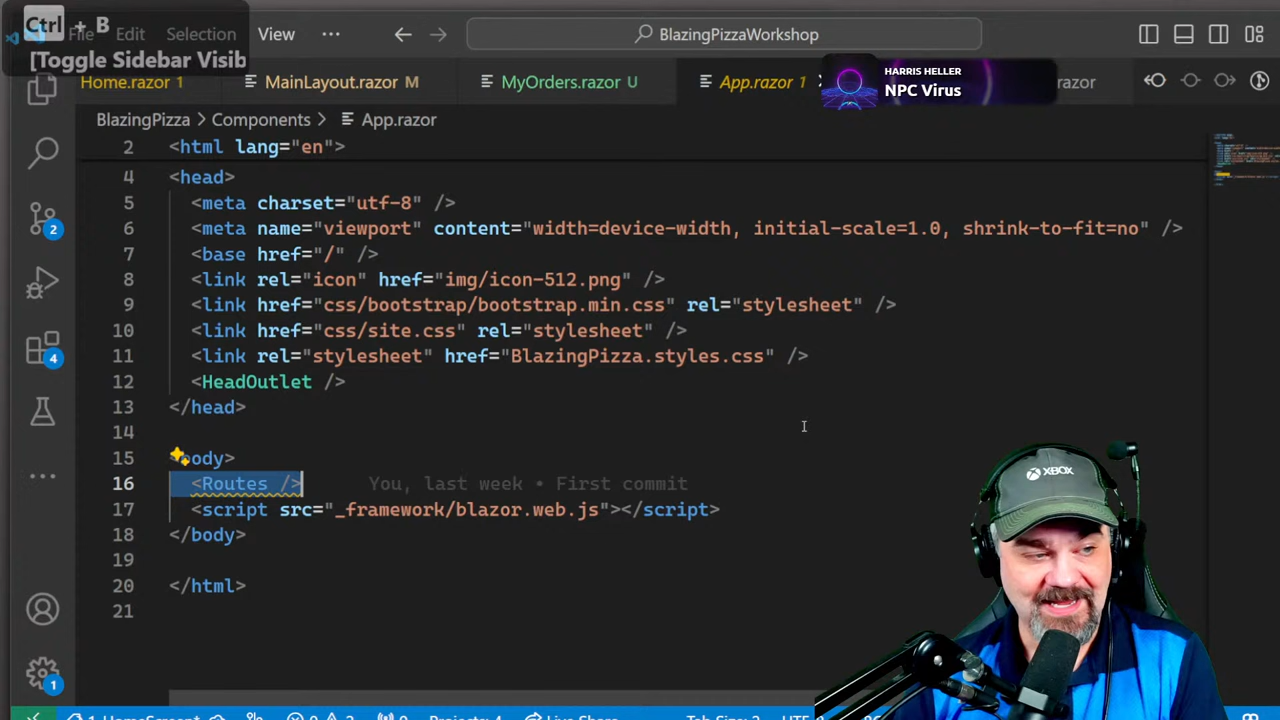 Ctrl + B
[Toggle Sidebar Visib
File Edit Selection View ··· BlazingPizzaWorkshop
Home.razor 1 MainLayout.razor M MyOrders.razor U App.razor 1 azor
HARRIS HELLER
NPC Virus
BlazingPizza > Components > App.razor
2 <html lang="en">
4 <head>
5 <meta charset="utf-8" />
6 <meta name="viewport" content="width=device-width, initial-scale=1.0, shrink-to-fit=no" />
7 <base href="/" />
8 <link rel="icon" href="img/icon-512.png" />
9 <link href="css/bootstrap/bootstrap.min.css" rel="stylesheet" />
10 <link href="css/site.css" rel="stylesheet" />
11 <link rel="stylesheet" href="BlazingPizza.styles.css" />
12 <HeadOutlet />
13 </head>
14
15 body>
16 <Routes /> You, last week • First commit
17 <script src="_framework/blazor.web.js"></script>
18 </body>
19
20 </html>
21
2
4
1
XBOX
Projects: 4 Live Share Tab Size: 2